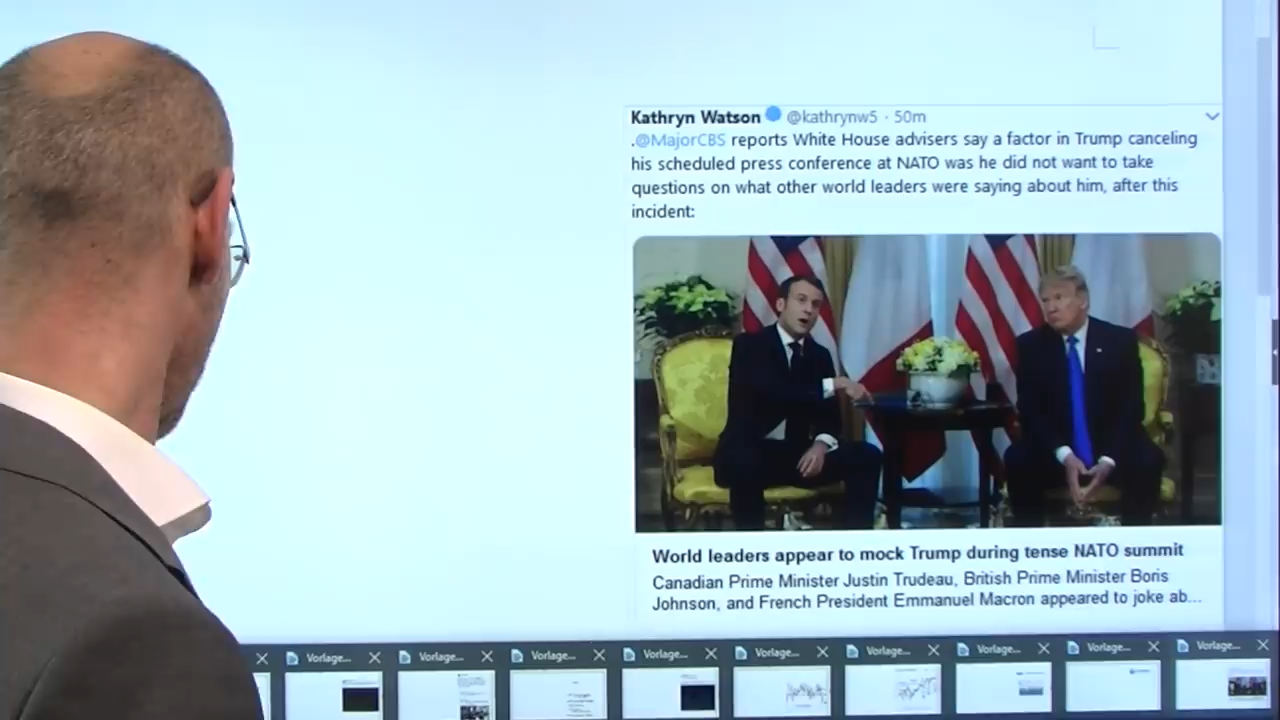 Kathryn Watson @kathrynw5 · 50m
.@MajorCBS reports White House advisers say a factor in Trump canceling
his scheduled press conference at NATO was he did not want to take
questions on what other world leaders were saying about him, after this
incident:
World leaders appear to mock Trump during tense NATO summit
Canadian Prime Minister Justin Trudeau, British Prime Minister Boris
Johnson, and French President Emmanuel Macron appeared to joke ab...
Vorlage... Vorlage... Vorlage... Vorlage... Vorlage... Vorlage... Vorlage... Vorlage... Vorlage...